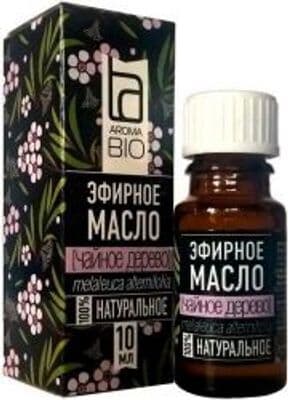 AROMA
BIO
ЭФИРНОЕ
МАСЛО
[чайное дерево]
melaleuca alternifolia
100%
НАТУРАЛЬНОЕ
10
МЛ
ЭФИРНОЕ
МАСЛО
[чайное дерево]
melaleuca alternifolia
100%
НАТУРАЛЬНОЕ